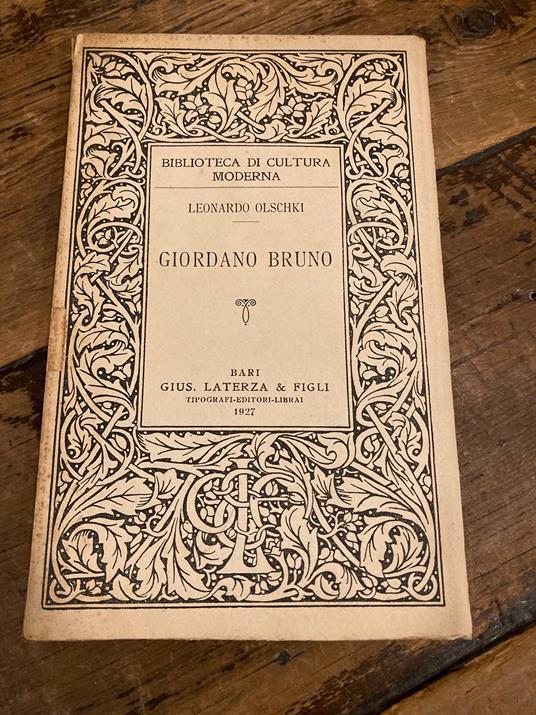 BIBLIOTECA DI CULTURA
MODERNA
LEONARDO OLSCHKI
GIORDANO BRUNO
BARI
GIUS. LATERZA & FIGLI
TIPOGRAFI-EDITORI-LIBRAI
1927